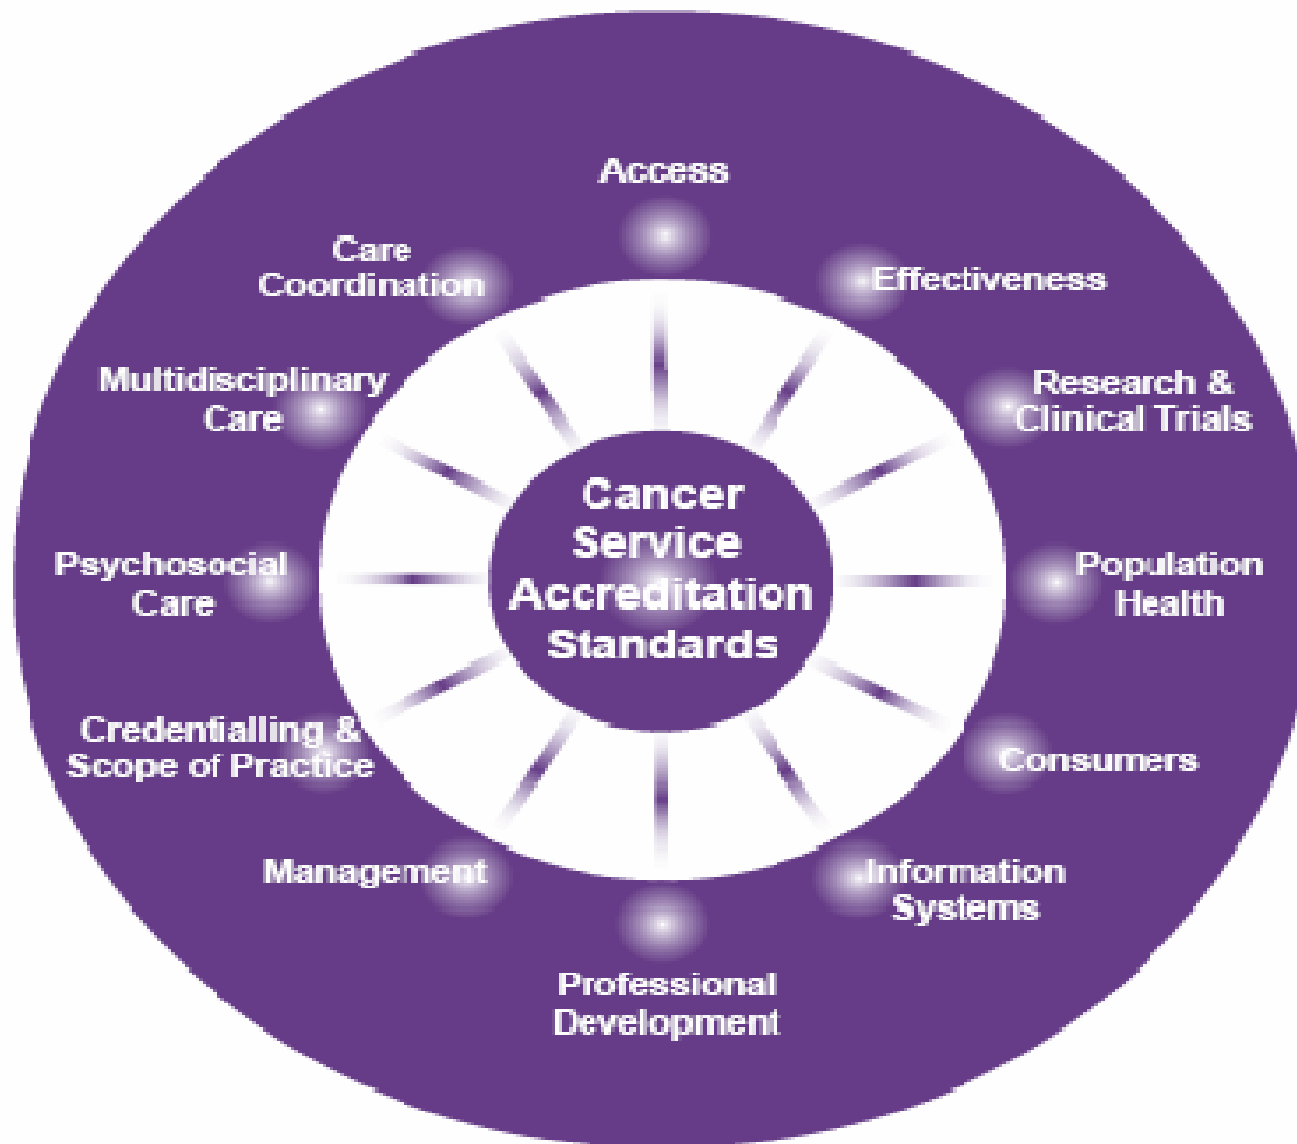 Access
Effectiveness
Research &
Clinical Trials
Population
Health
Consumers
Information
Systems
Professional
Development
Management
Credentialling &
Scope of Practice
Psychosocial
Care
Multidisciplinary
Care
Care
Coordination
Cancer
Service
Accreditation
Standards